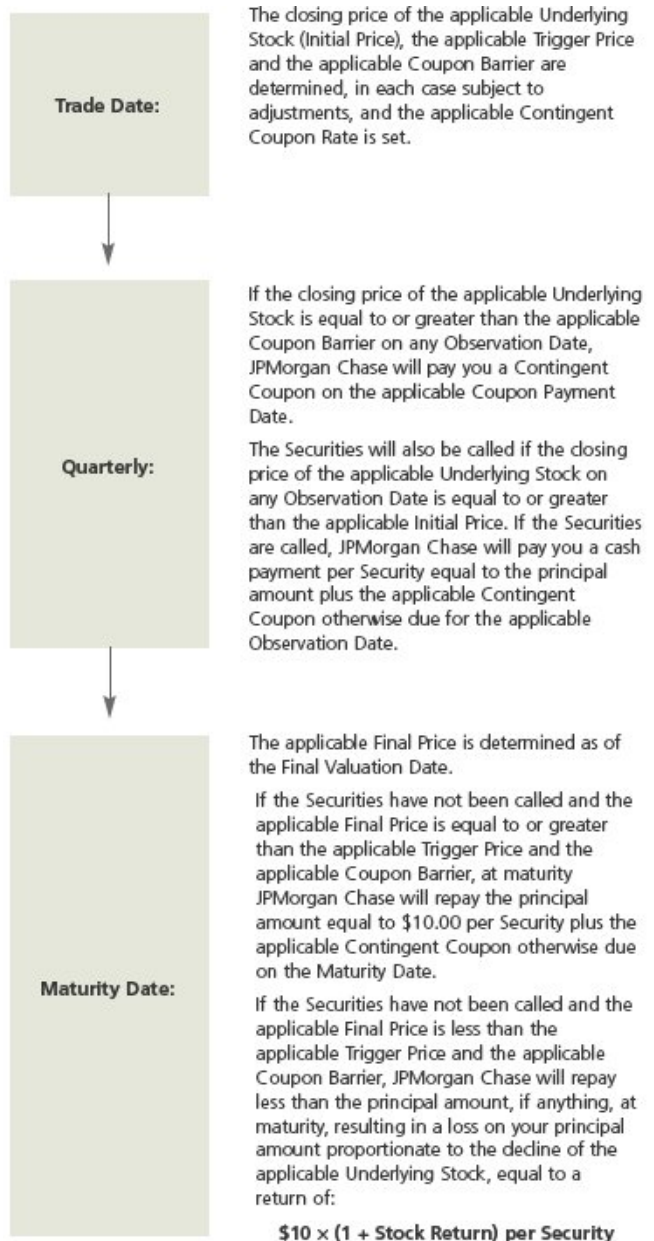 Trade Date:
The closing price of the applicable Underlying
Stock (Initial Price), the applicable Trigger Price
and the applicable Coupon Barrier are
determined, in each case subject to
adjustments, and the applicable Contingent
Coupon Rate is set.
Quarterly:
If the closing price of the applicable Underlying
Stock is equal to or greater than the applicable
Coupon Barrier on any Observation Date,
JPMorgan Chase will pay you a Contingent
Coupon on the applicable Coupon Payment
Date.
The Securities will also be called if the closing
price of the applicable Underlying Stock on
any Observation Date is equal to or greater
than the applicable Initial Price. If the Securities
are called, JPMorgan Chase will pay you a cash
payment per Security equal to the principal
amount plus the applicable Contingent
Coupon otherwise due for the applicable
Observation Date.
Maturity Date:
The applicable Final Price is determined as of
the Final Valuation Date.
If the Securities have not been called and the
applicable Final Price is equal to or greater
than the applicable Trigger Price and the
applicable Coupon Barrier, at maturity
JPMorgan Chase will repay the principal
amount equal to $10.00 per Security plus the
applicable Contingent Coupon otherwise due
on the Maturity Date.
If the Securities have not been called and the
applicable Final Price is less than the
applicable Trigger Price and the applicable
Coupon Barrier, JPMorgan Chase will repay
less than the principal amount, if anything, at
maturity, resulting in a loss on your principal
amount proportionate to the decline of the
applicable Underlying Stock, equal to a
return of:
$10 × (1 + Stock Return) per Security